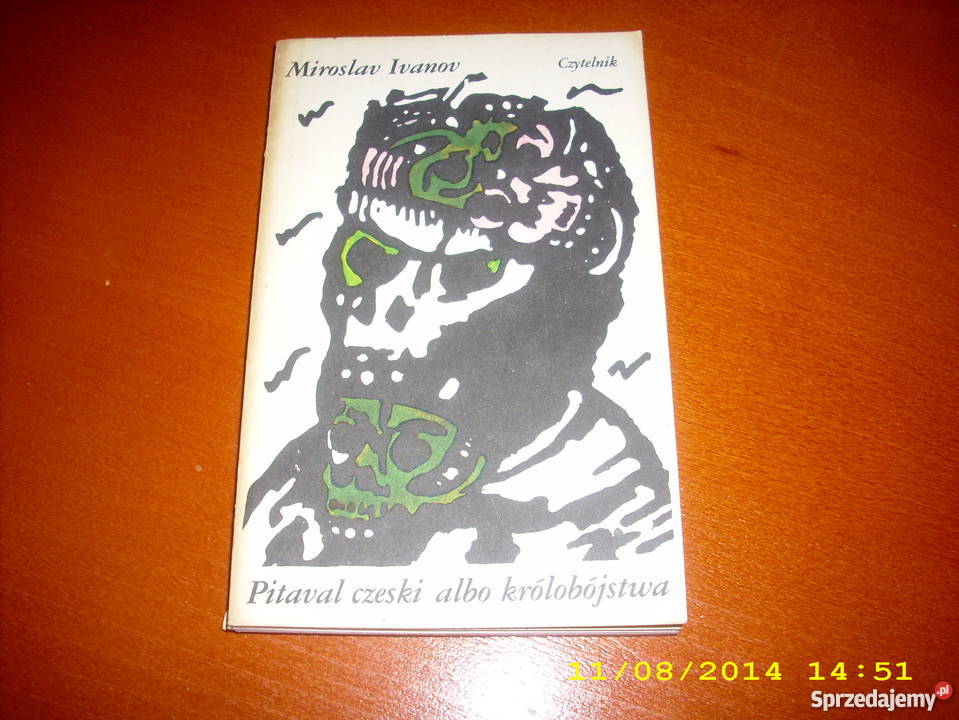 Miroslav Ivanov
Czytelnik
Pitaval czeski albo królobójstwa
11/08/2014 14:51
Sprzedajemy.pl